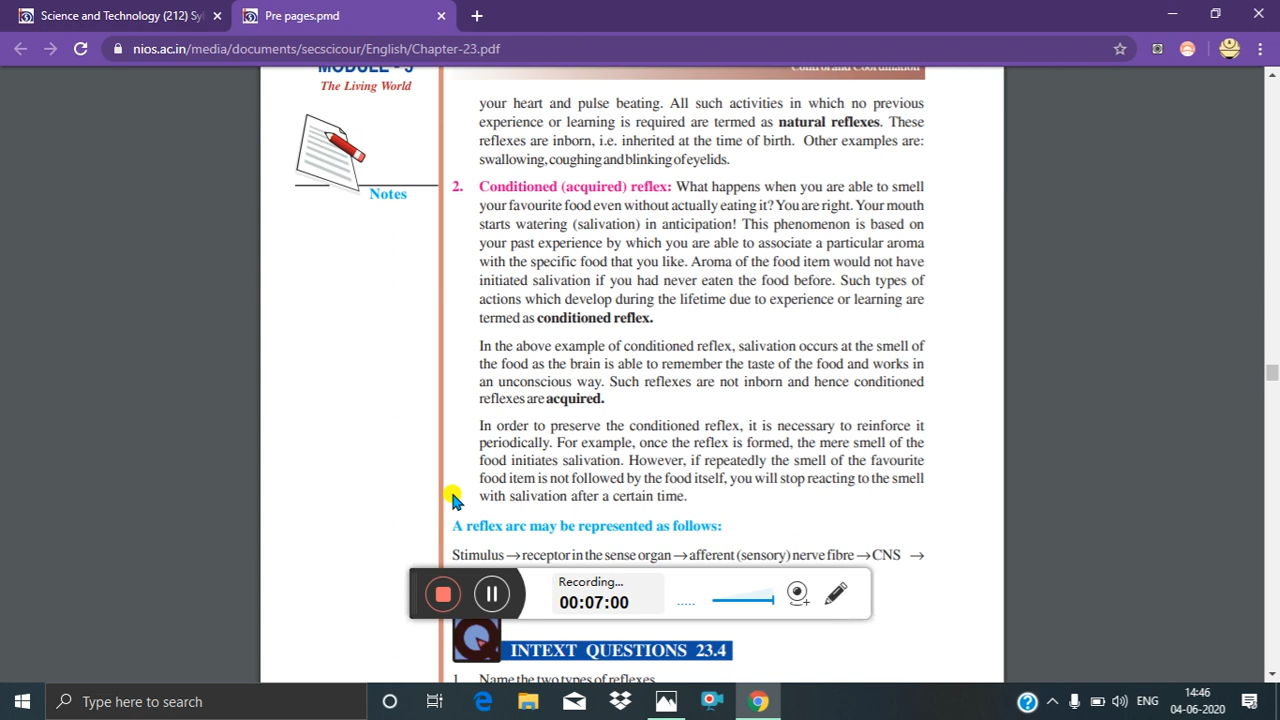 Science and Technology (212) Sy
Pre pages.pmd
nios.ac.in/media/documents/secscicour/English/Chapter-23.pdf
MODULE - 5
Control and Coordination
The Living World
Notes
your heart and pulse beating. All such activities in which no previous
experience or learning is required are termed as natural reflexes. These
reflexes are inborn, i.e. inherited at the time of birth. Other examples are:
swallowing, coughing and blinking of eyelids.
2. Conditioned (acquired) reflex: What happens when you are able to smell
your favourite food even without actually eating it? You are right. Your mouth
starts watering (salivation) in anticipation! This phenomenon is based on
your past experience by which you are able to associate a particular aroma
with the specific food that you like. Aroma of the food item would not have
initiated salivation if you had never eaten the food before. Such types of
actions which develop during the lifetime due to experience or learning are
termed as conditioned reflex.
In the above example of conditioned reflex, salivation occurs at the smell of
the food as the brain is able to remember the taste of the food and works in
an unconscious way. Such reflexes are not inborn and hence conditioned
reflexes are acquired.
In order to preserve the conditioned reflex, it is necessary to reinforce it
periodically. For example, once the reflex is formed, the mere smell of the
food initiates salivation. However, if repeatedly the smell of the favourite
food item is not followed by the food itself, you will stop reacting to the smell
with salivation after a certain time.
A reflex arc may be represented as follows:
Stimulus → receptor in the sense organ → afferent (sensory) nerve fibre → CNS →
Recording...
00:07:00
INTEXT QUESTIONS 23.4
1. Name the two types of reflexes
Type here to search
ENG
14:46
04-06-2020